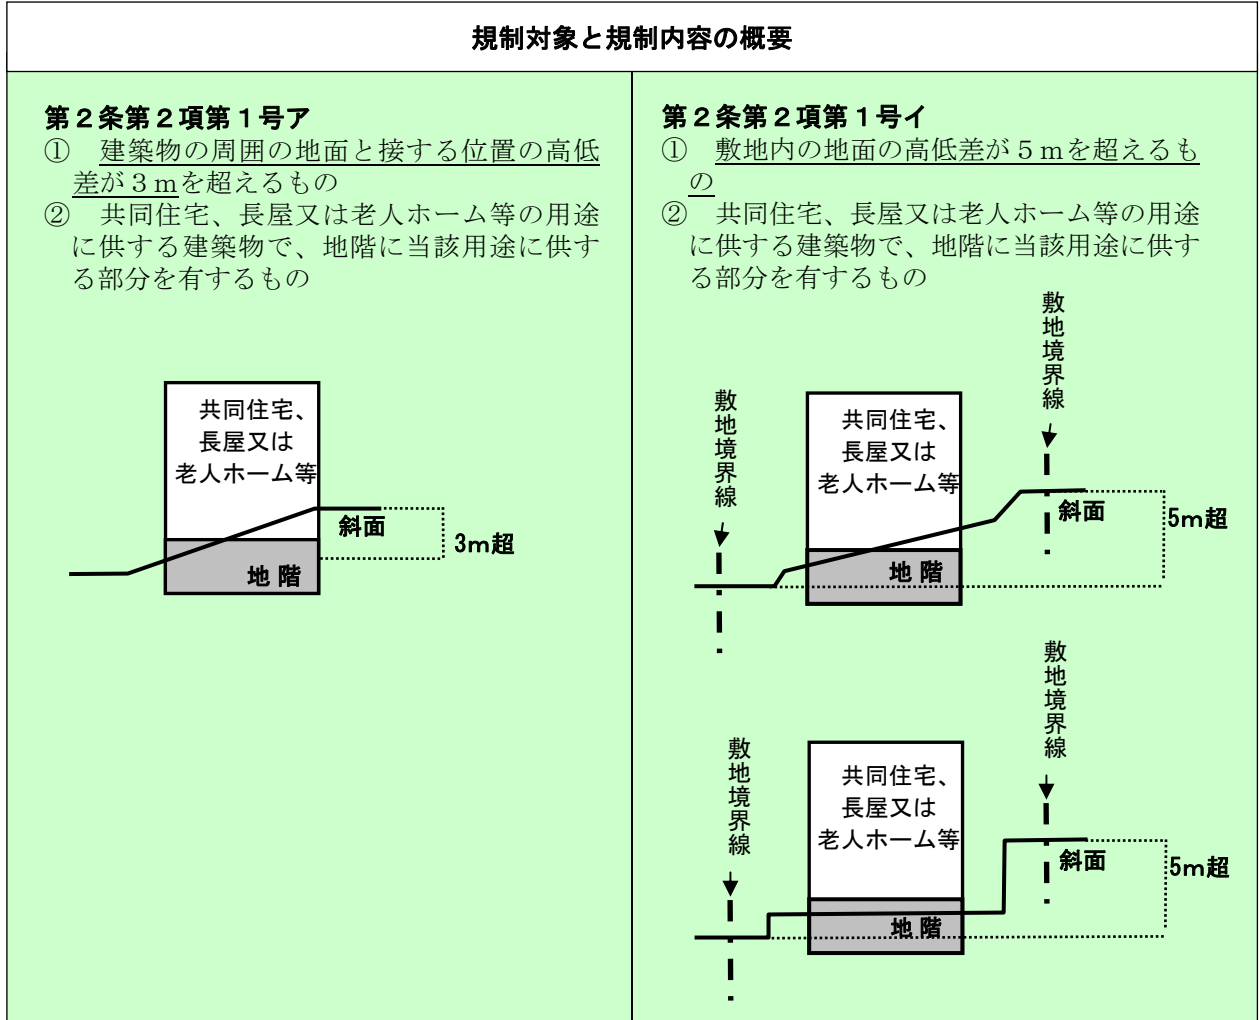 規制対象と規制内容の概要
第２条第２項第１号ア
① 建築物の周囲の地面と接する位置の高低
差が３ｍを超えるもの
② 共同住宅、長屋又は老人ホーム等の用途
に供する建築物で、地階に当該用途に供す
る部分を有するもの
共同住宅、
長屋又は
老人ホーム等
斜面
3m超
地 階
第２条第２項第１号イ
① 敷地内の地面の高低差が５ｍを超えるも
の
② 共同住宅、長屋又は老人ホーム等の用途
に供する建築物で、地階に当該用途に供す
る部分を有するもの
敷地境界線
敷地境界線
共同住宅、
長屋又は
老人ホーム等
斜面
5m超
地 階
敷地境界線
敷地境界線
共同住宅、
長屋又は
老人ホーム等
斜面
5m超
地 階